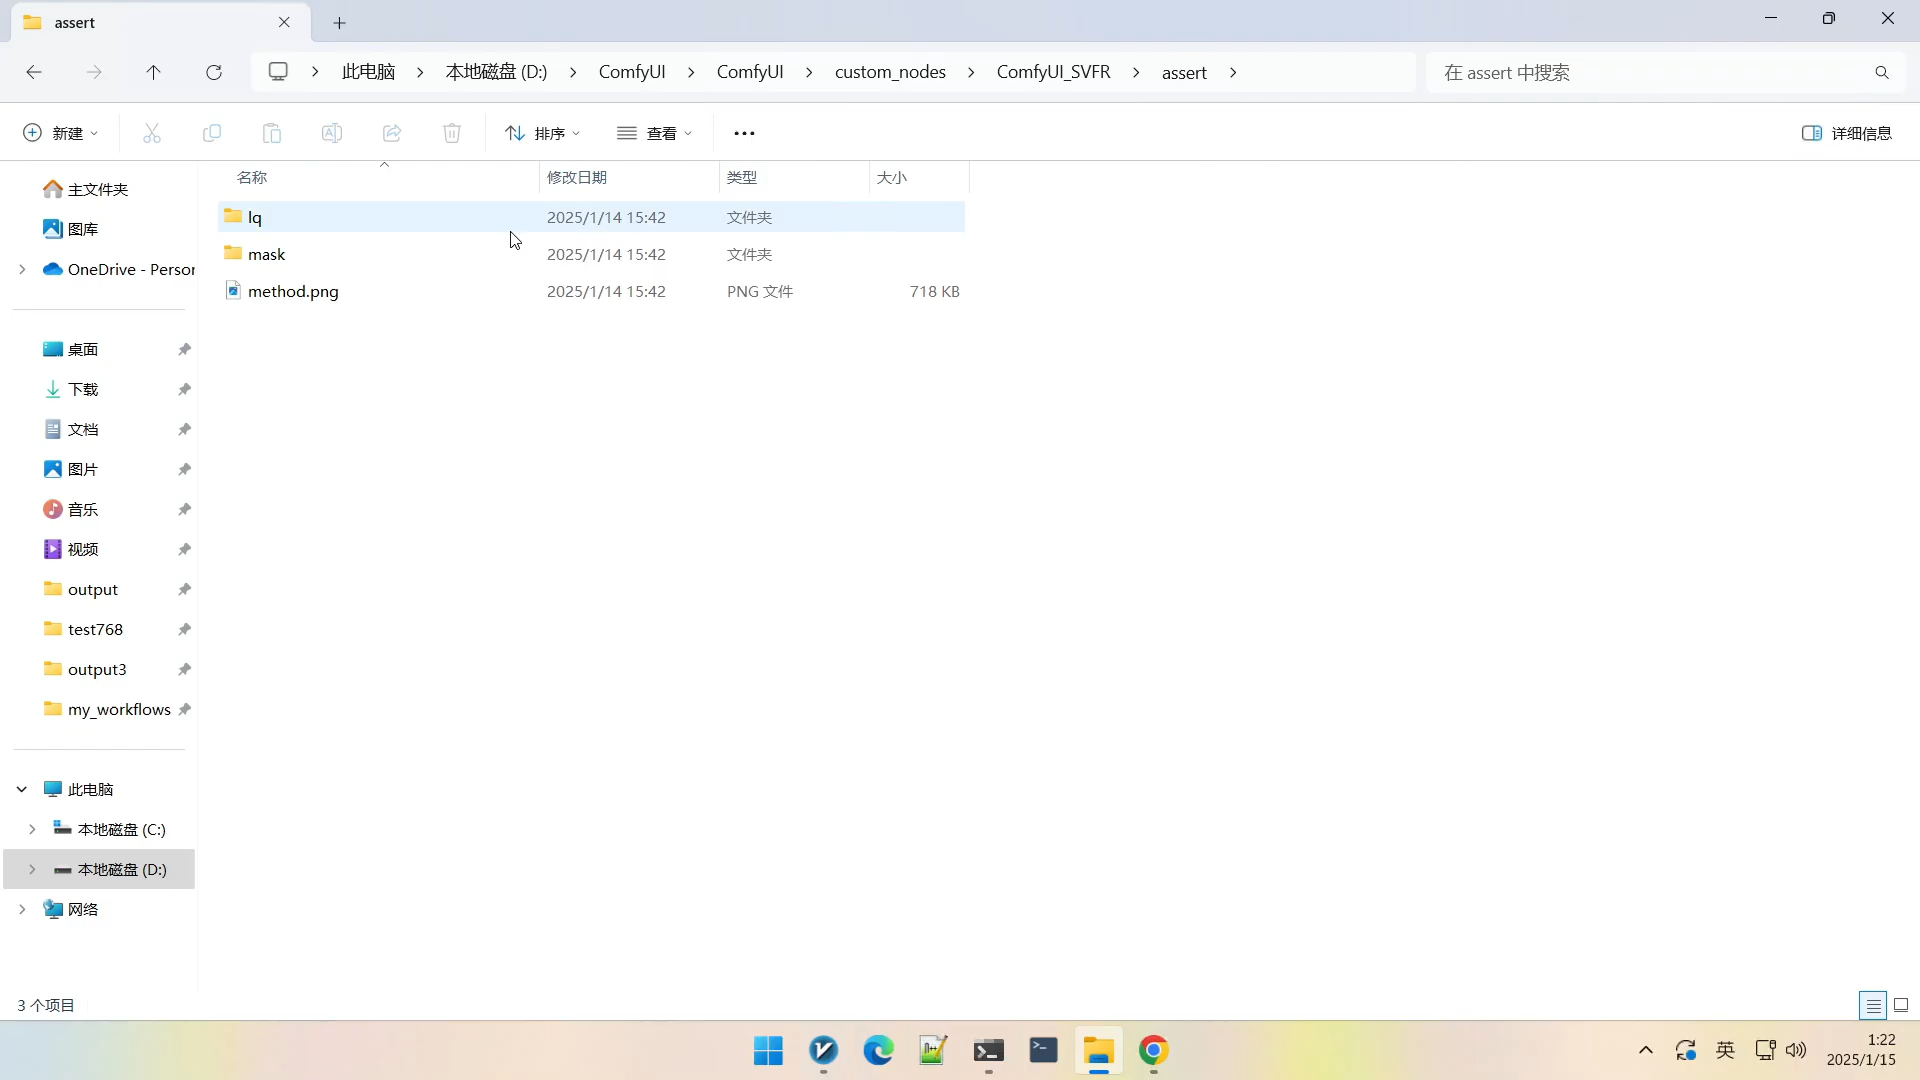 assert
此电脑 > 本地磁盘 (D:) > ComfyUI > ComfyUI > custom_nodes > ComfyUI_SVFR > assert >
在 assert 中搜索
新建
排序
查看
详细信息
名称 修改日期 类型 大小
lq 2025/1/14 15:42 文件夹
mask 2025/1/14 15:42 文件夹
method.png 2025/1/14 15:42 PNG 文件 718 KB
主文件夹
图库
OneDrive - Person
桌面
下载
文档
图片
音乐
视频
output
test768
output3
my_workflows
此电脑
本地磁盘 (C:)
本地磁盘 (D:)
网络
3 个项目
英
1:22
2025/1/15